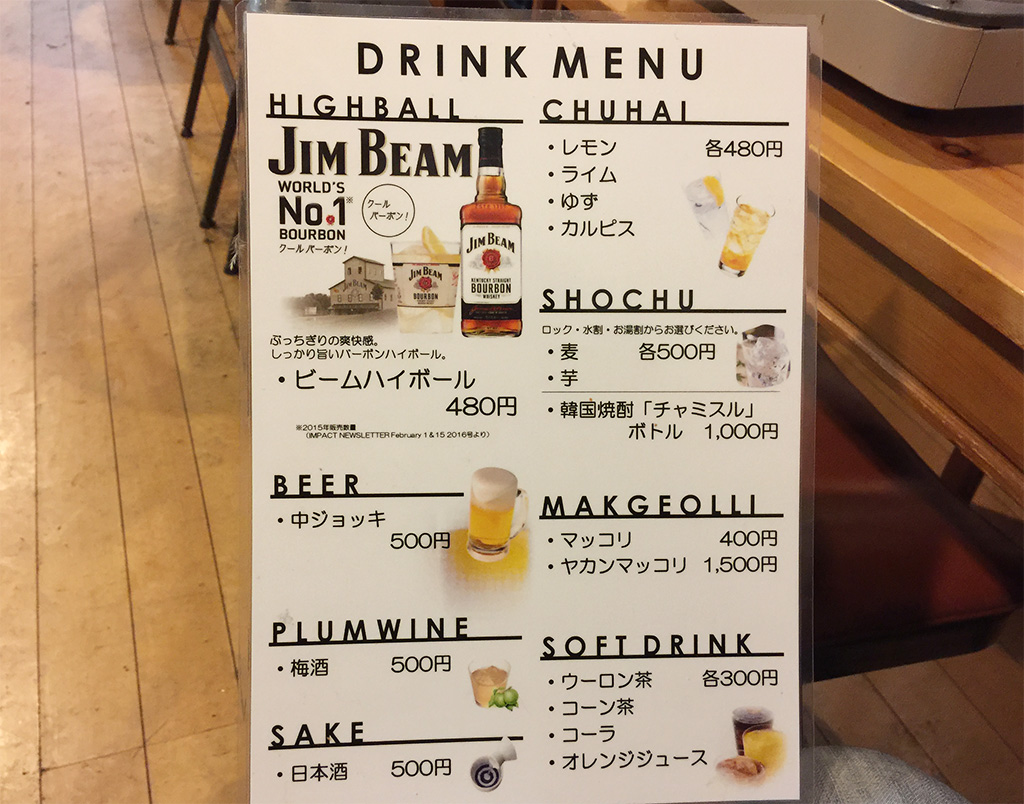 DRINK MENU
HIGHBALL
JIM BEAM
WORLD'S
No.1※
BOURBON
クールバーボン！
クール
バーボン！
JIM BEAM
JIM BEAM
BOURBON
JIM BEAM
KENTUCKY STRAIGHT
BOURBON
WHISKEY
ぶっちぎりの爽快感。
しっかり旨いバーボンハイボール。
・ビームハイボール
480円
※2015年販売数量
（IMPACT NEWSLETTER February 1＆15 2016号より）
BEER
・中ジョッキ
500円
PLUMWINE
・梅酒 500円
SAKE
・日本酒 500円
CHUHAI
・レモン 各480円
・ライム
・ゆず
・カルピス
SHOCHU
ロック・水割・お湯割からお選びください。
・麦 各500円
・芋
・韓国焼酎「チャミスル」
ボトル 1,000円
MAKGEOLLI
・マッコリ 400円
・ヤカンマッコリ 1,500円
SOFT DRINK
・ウーロン茶 各300円
・コーン茶
・コーラ
・オレンジジュース